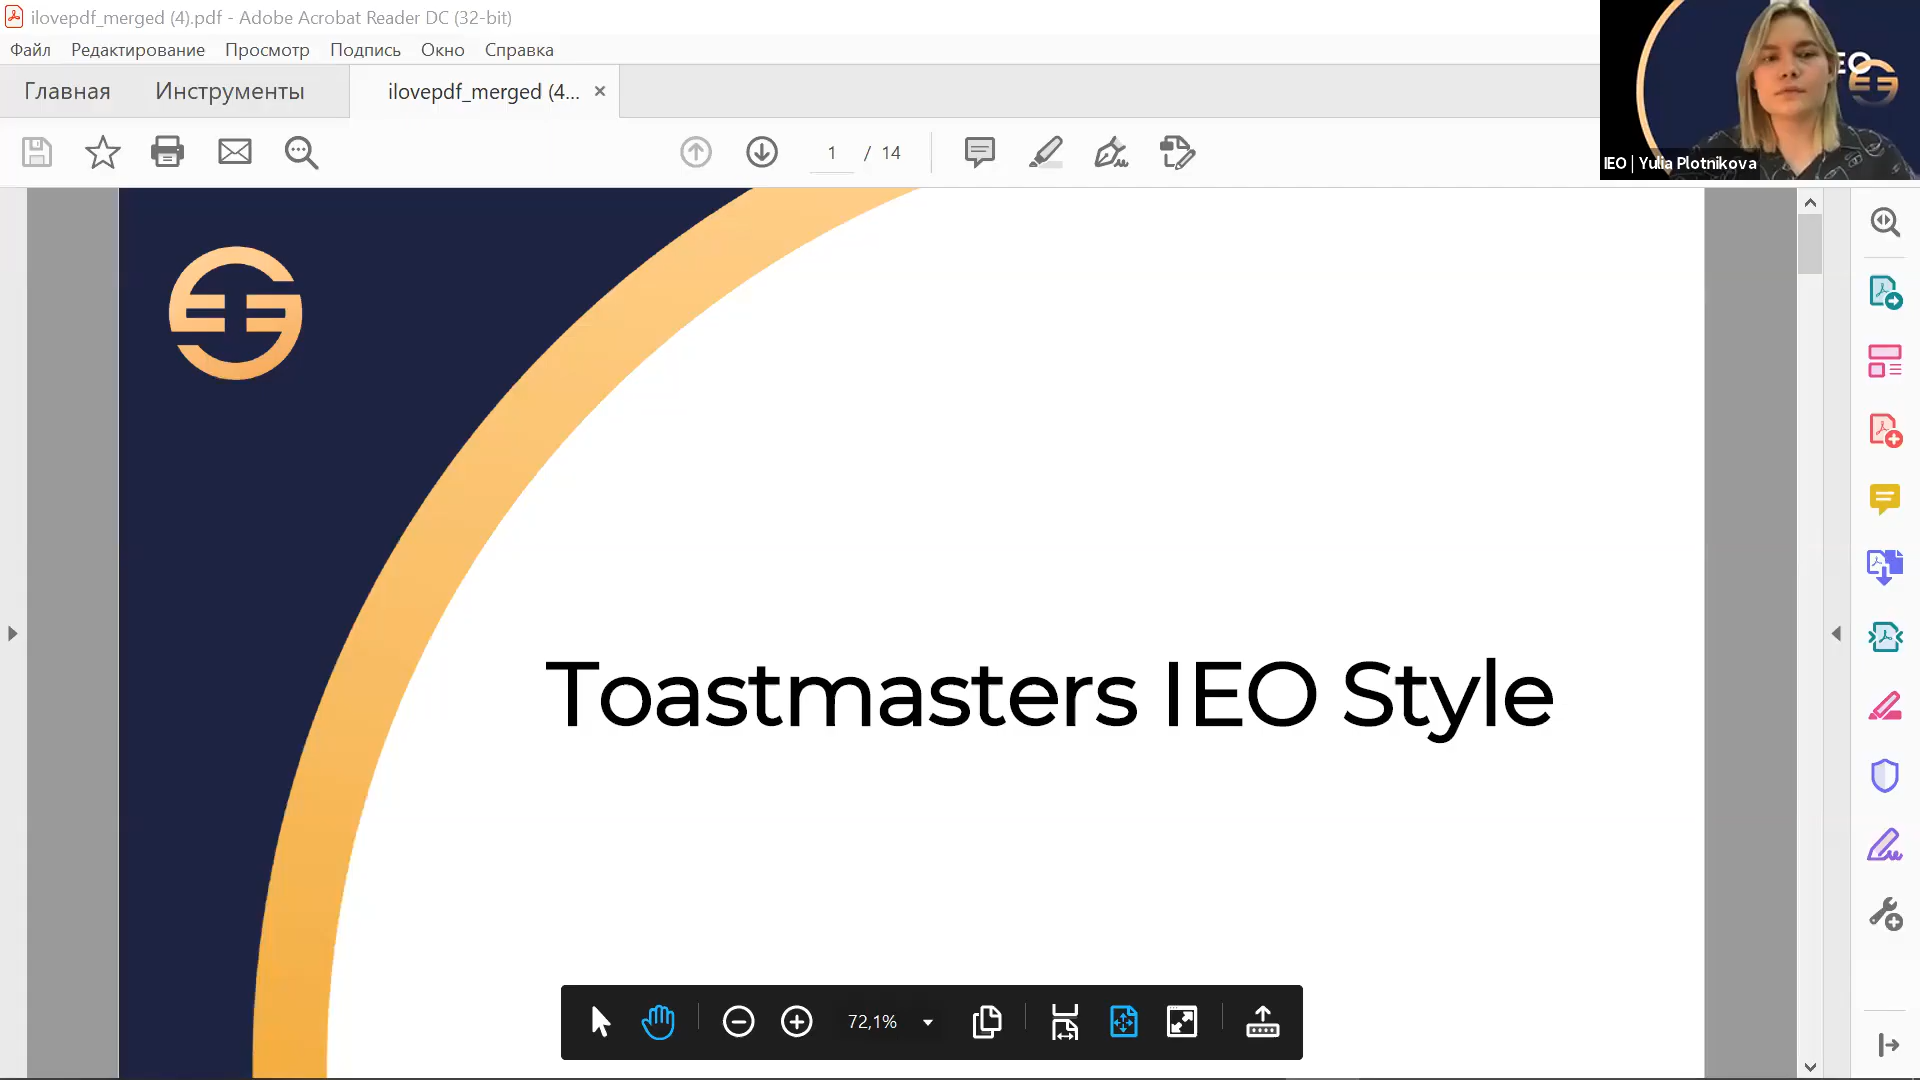 ilovepdf_merged (4).pdf - Adobe Acrobat Reader DC (32-bit)
Файл Редактирование Просмотр Подпись Окно Справка
Главная Инструменты ilovepdf_merged (4... ×
1 / 14
EO
IEO | Yulia Plotnikova
Toastmasters IEO Style
72,1%